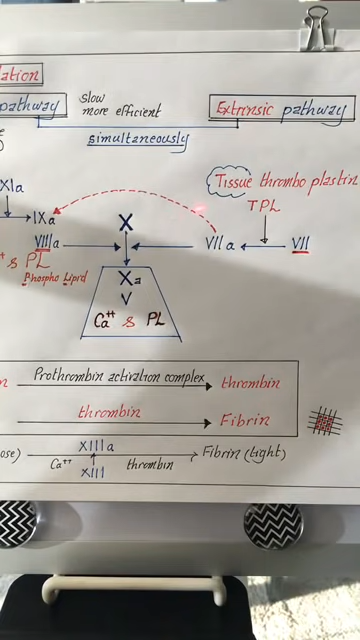 lation
pathway
slow
more efficient
Extrinsic pathway
simultaneously
XIa
Tissue thrombo plastin
TPL
IXa
X
VIIIa
VIIa
VII
& PL
Phospho Lipid
Xa
V
Ca++ & PL
Prothrombin activation complex
thrombin
thrombin
Fibrin
ose)
XIIIa
Ca++
thrombin
XIII
Fibrin (tight)